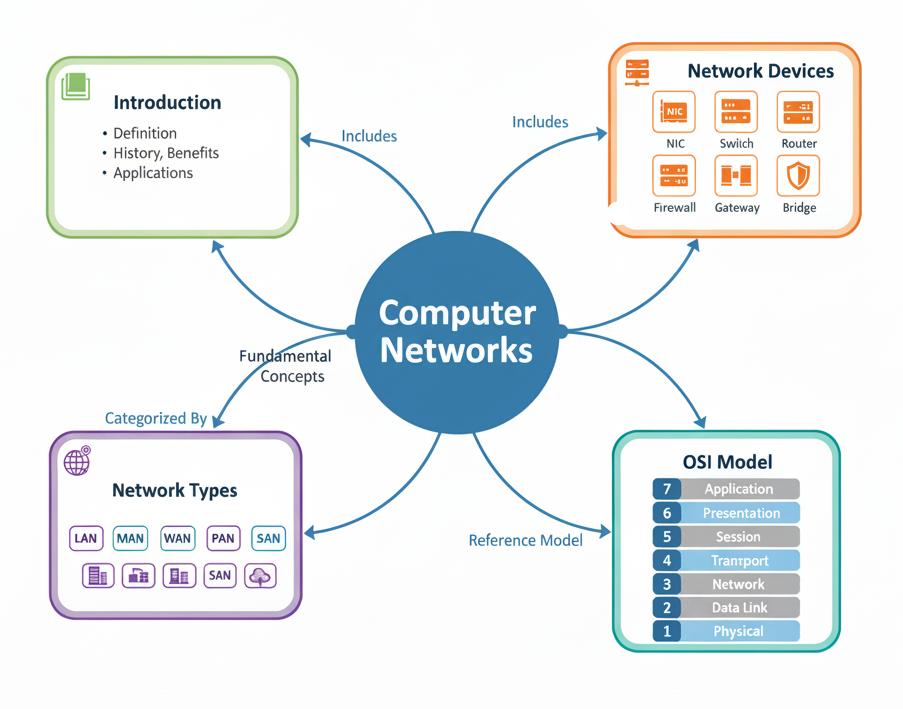 Introduction
• Definition
• History, Benefits
• Applications
Includes
Includes
Network Devices
NIC
NIC
Switch
Router
Firewall
Gateway
Bridge
Computer
Networks
Fundamental
Concepts
Categorized By
Network Types
LAN
MAN
WAN
PAN
SAN
SAN
Reference Model
OSI Model
7 Application
6 Presentation
5 Session
4 Tranrport
3 Network
2 Data Link
1 Physical